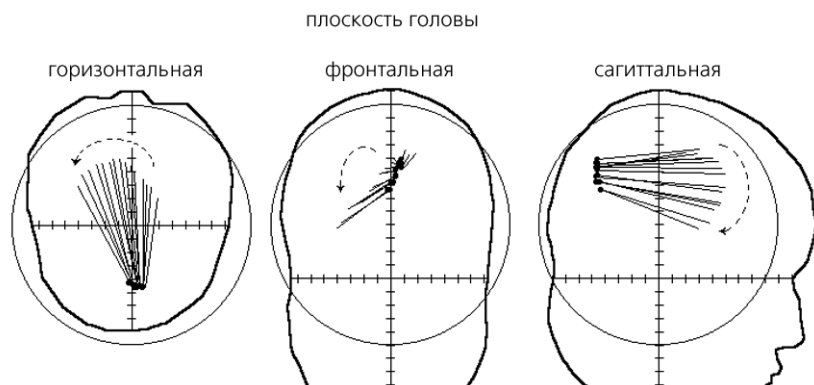 плоскость головы
горизонтальная
фронтальная
сагиттальная